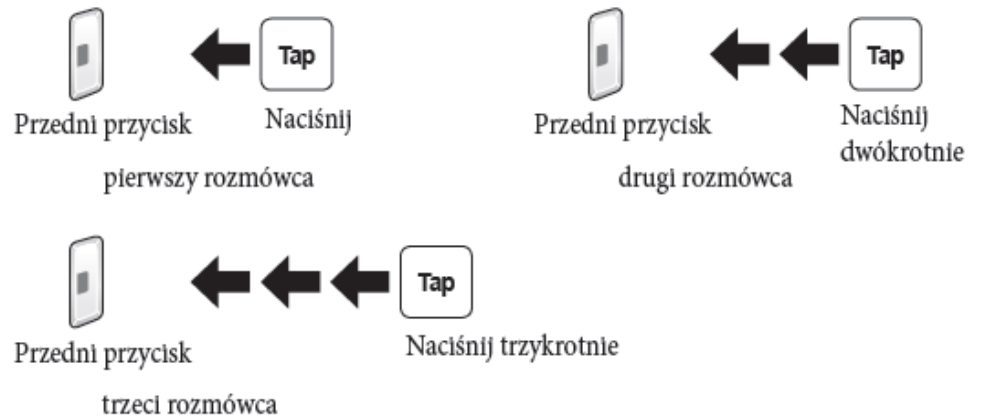 Tap
Przedni przycisk
Naciśnij
pierwszy rozmówca
Tap
Przedni przycisk
Naciśnij
dwókrotnie
drugi rozmówca
Tap
Przedni przycisk
Naciśnij trzykrotnie
trzeci rozmówca